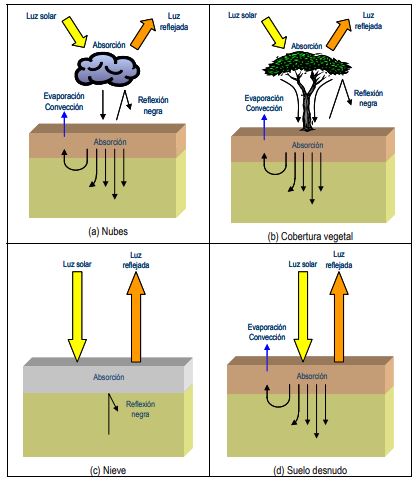 Luz solar
Luz
reflejada
Absorción
Evaporación
Convección
Reflexión
negra
Absorción
(a) Nubes
Luz solar
Luz
reflejada
Absorción
Evaporación
Convección
Reflexión
negra
Absorción
(b) Cobertura vegetal
Luz solar
Luz
reflejada
Absorción
Reflexión
negra
(c) Nieve
Luz solar
Luz
reflejada
Evaporación
Convección
Absorción
(d) Suelo desnudo